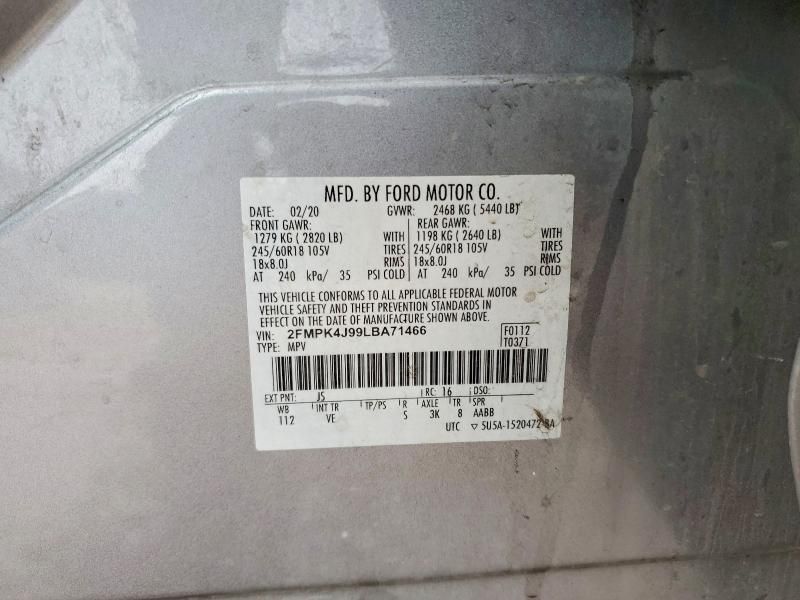 MFD. BY FORD MOTOR CO.
DATE: 02/20 GVWR: 2468 KG ( 5440 LB)
FRONT GAWR: REAR GAWR:
1279 KG ( 2820 LB) WITH 1198 KG ( 2640 LB) WITH
245/60R18 105V TIRES 245/60R18 105V TIRES
18x8.0J RIMS 18x8.0J RIMS
AT 240 kPa/ 35 PSI COLD AT 240 kPa/ 35 PSI COLD
THIS VEHICLE CONFORMS TO ALL APPLICABLE FEDERAL MOTOR
VEHICLE SAFETY AND THEFT PREVENTION STANDARDS IN
EFFECT ON THE DATE OF MANUFACTURE SHOWN ABOVE.
VIN: 2FMPK4J99LBA71466 F0112
TYPE: MPV T0371
EXT PNT: JS RC: 16 DSO:
WB INT TR TP/PS R AXLE TR SPR
112 VE S 3K 8 AABB
UTC ▽ 5U5A-1520472-BA